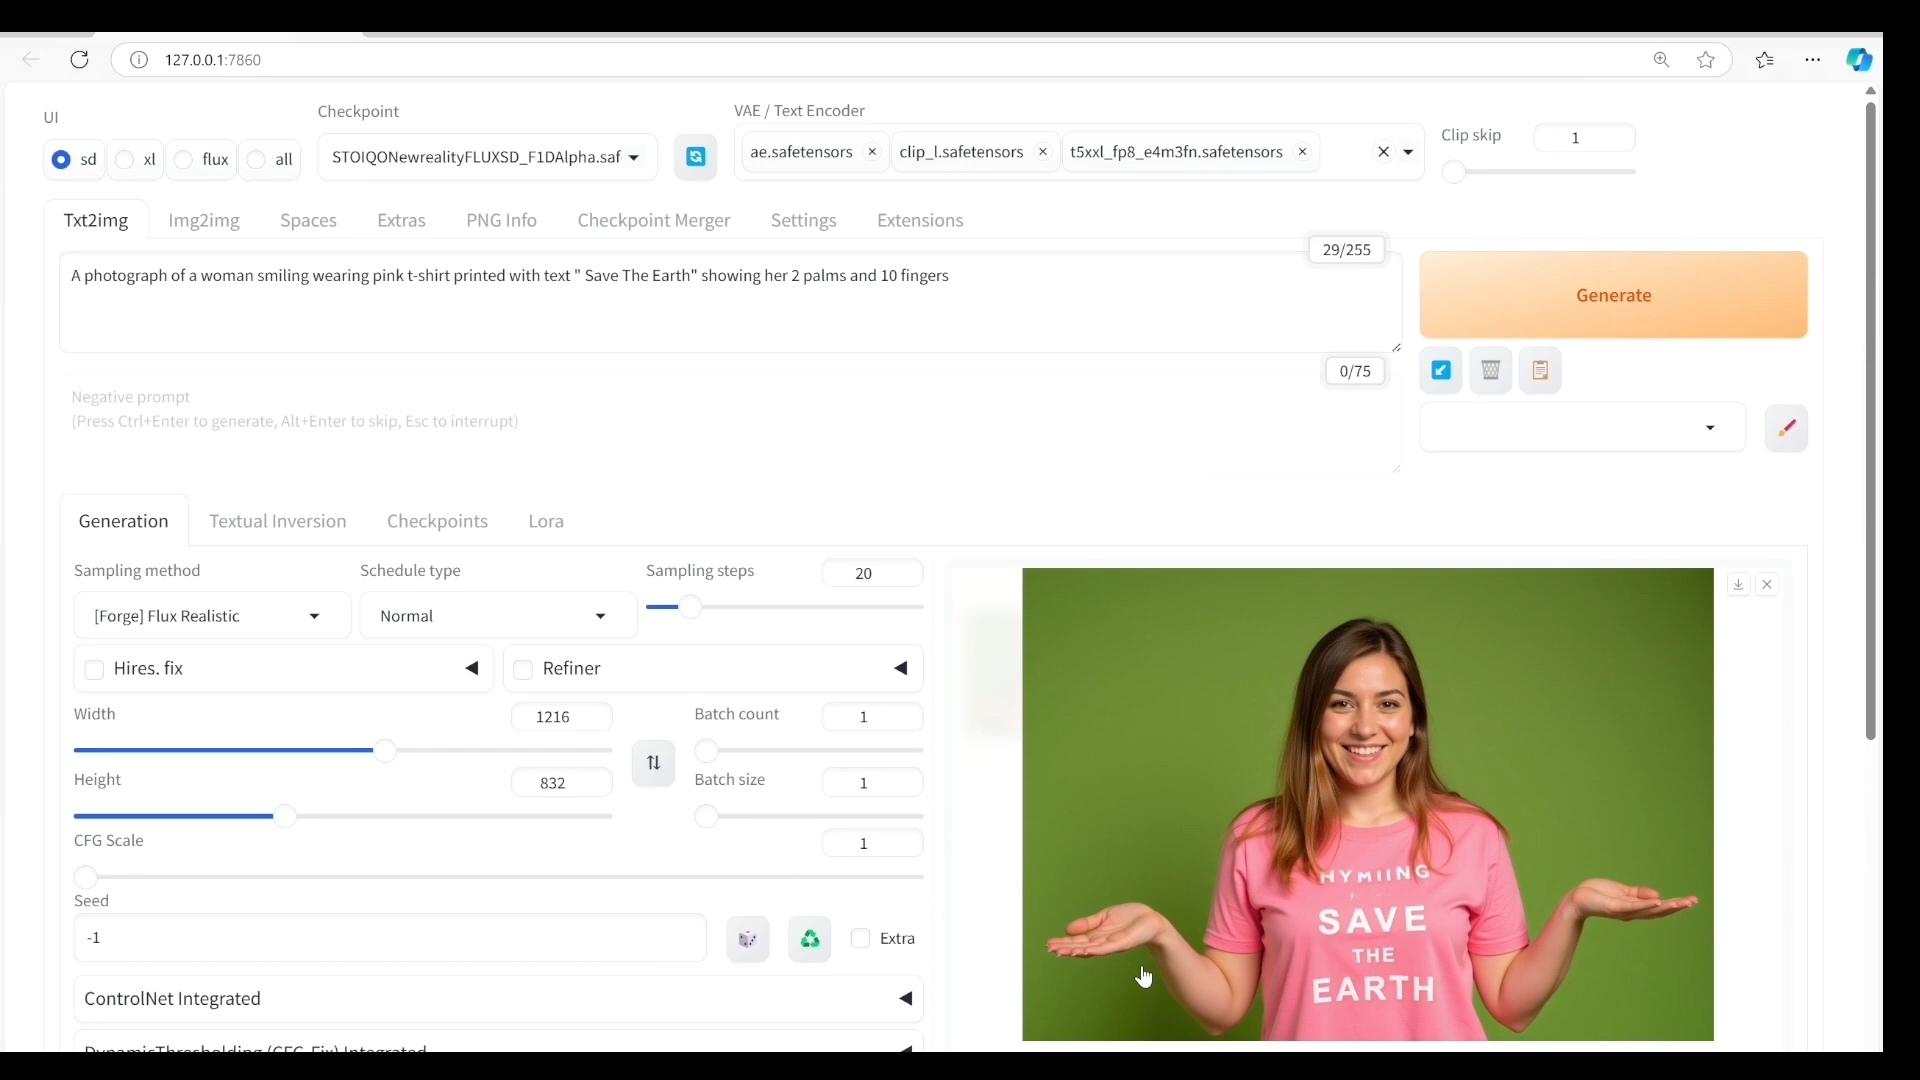 127.0.0.1:7860
UI
Checkpoint
VAE / Text Encoder
sd
xl
flux
all
STOIQONewrealityFLUXSD_F1DAlpha.saf
ae.safetensors
clip_l.safetensors
t5xxl_fp8_e4m3fn.safetensors
Clip skip
1
Txt2img
Img2img
Spaces
Extras
PNG Info
Checkpoint Merger
Settings
Extensions
29/255
A photograph of a woman smiling wearing pink t-shirt printed with text " Save The Earth" showing her 2 palms and 10 fingers
Generate
0/75
Negative prompt
(Press Ctrl+Enter to generate, Alt+Enter to skip, Esc to interrupt)
Generation
Textual Inversion
Checkpoints
Lora
Sampling method
Schedule type
Sampling steps
20
[Forge] Flux Realistic
Normal
Hires. fix
Refiner
Width
1216
Batch count
1
Height
832
Batch size
1
CFG Scale
1
Seed
-1
Extra
ControlNet Integrated
DynamicThresholding (CFG-Fix) Integrated
HYMIING
SAVE
THE
EARTH